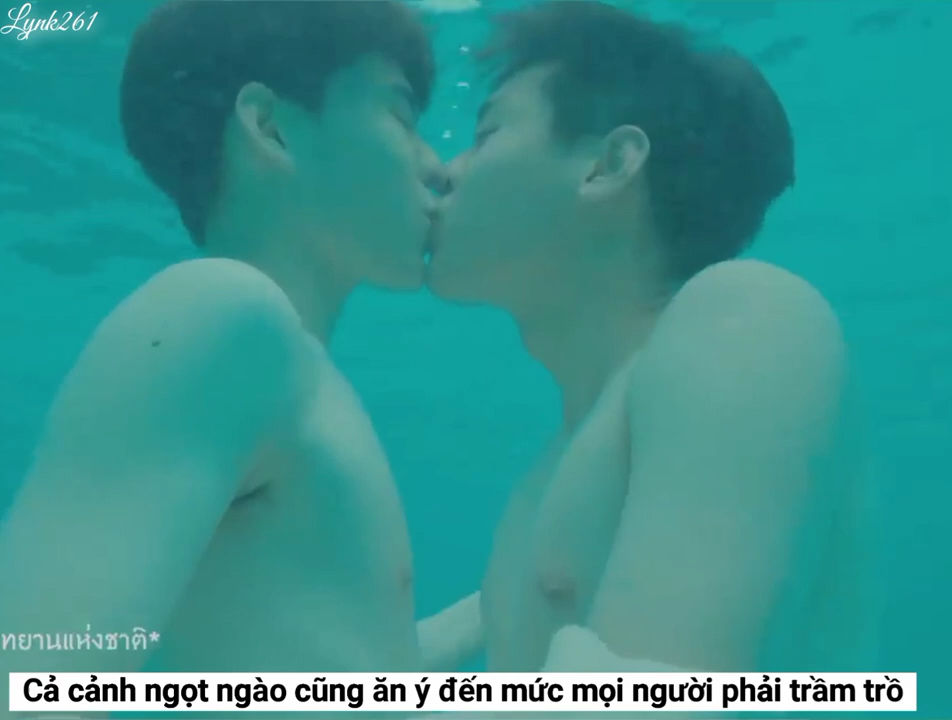 Lynk261
ทยานแห่งชาติ*
Cả cảnh ngọt ngào cũng ăn ý đến mức mọi người phải trầm trồ